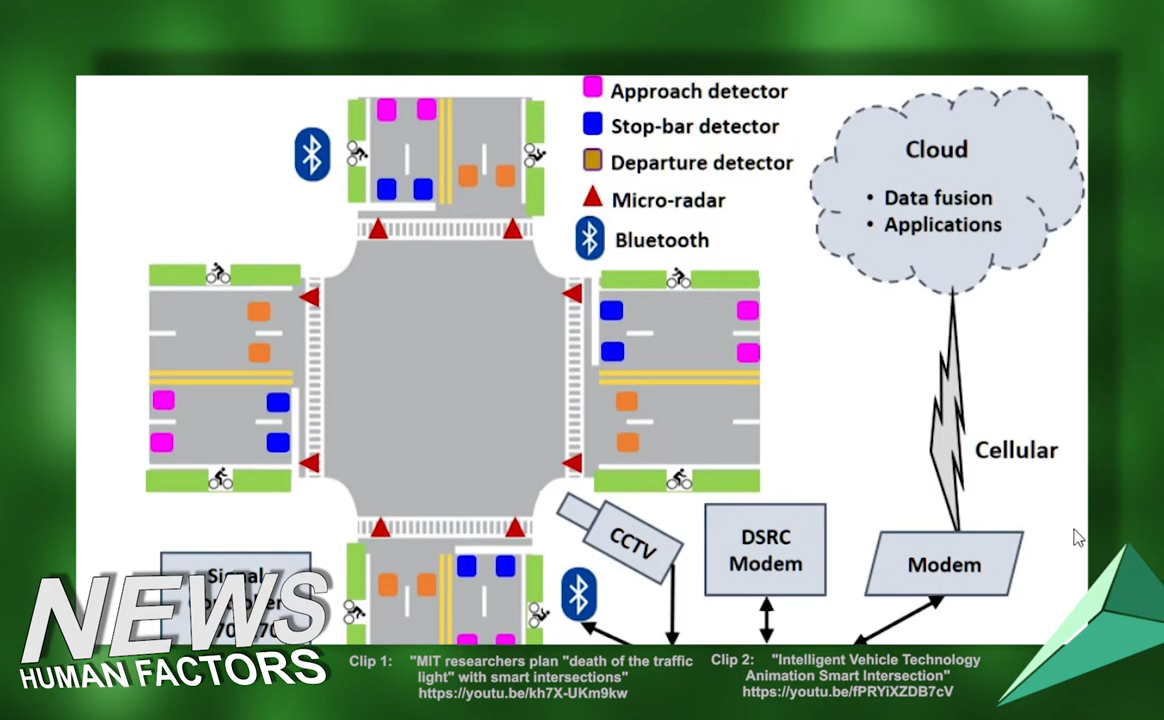 Approach detector
Stop-bar detector
Departure detector
Micro-radar
Bluetooth
Cloud
• Data fusion
• Applications
Cellular
CCTV
DSRC
Modem
Modem
Signal
NEWS
HUMAN FACTORS
Clip 1: "MIT researchers plan "death of the traffic
light" with smart intersections"
https://youtu.be/kh7X-UKm9kw
Clip 2: "Intelligent Vehicle Technology
Animation Smart Intersection"
https://youtu.be/fPRYiXZDB7cV